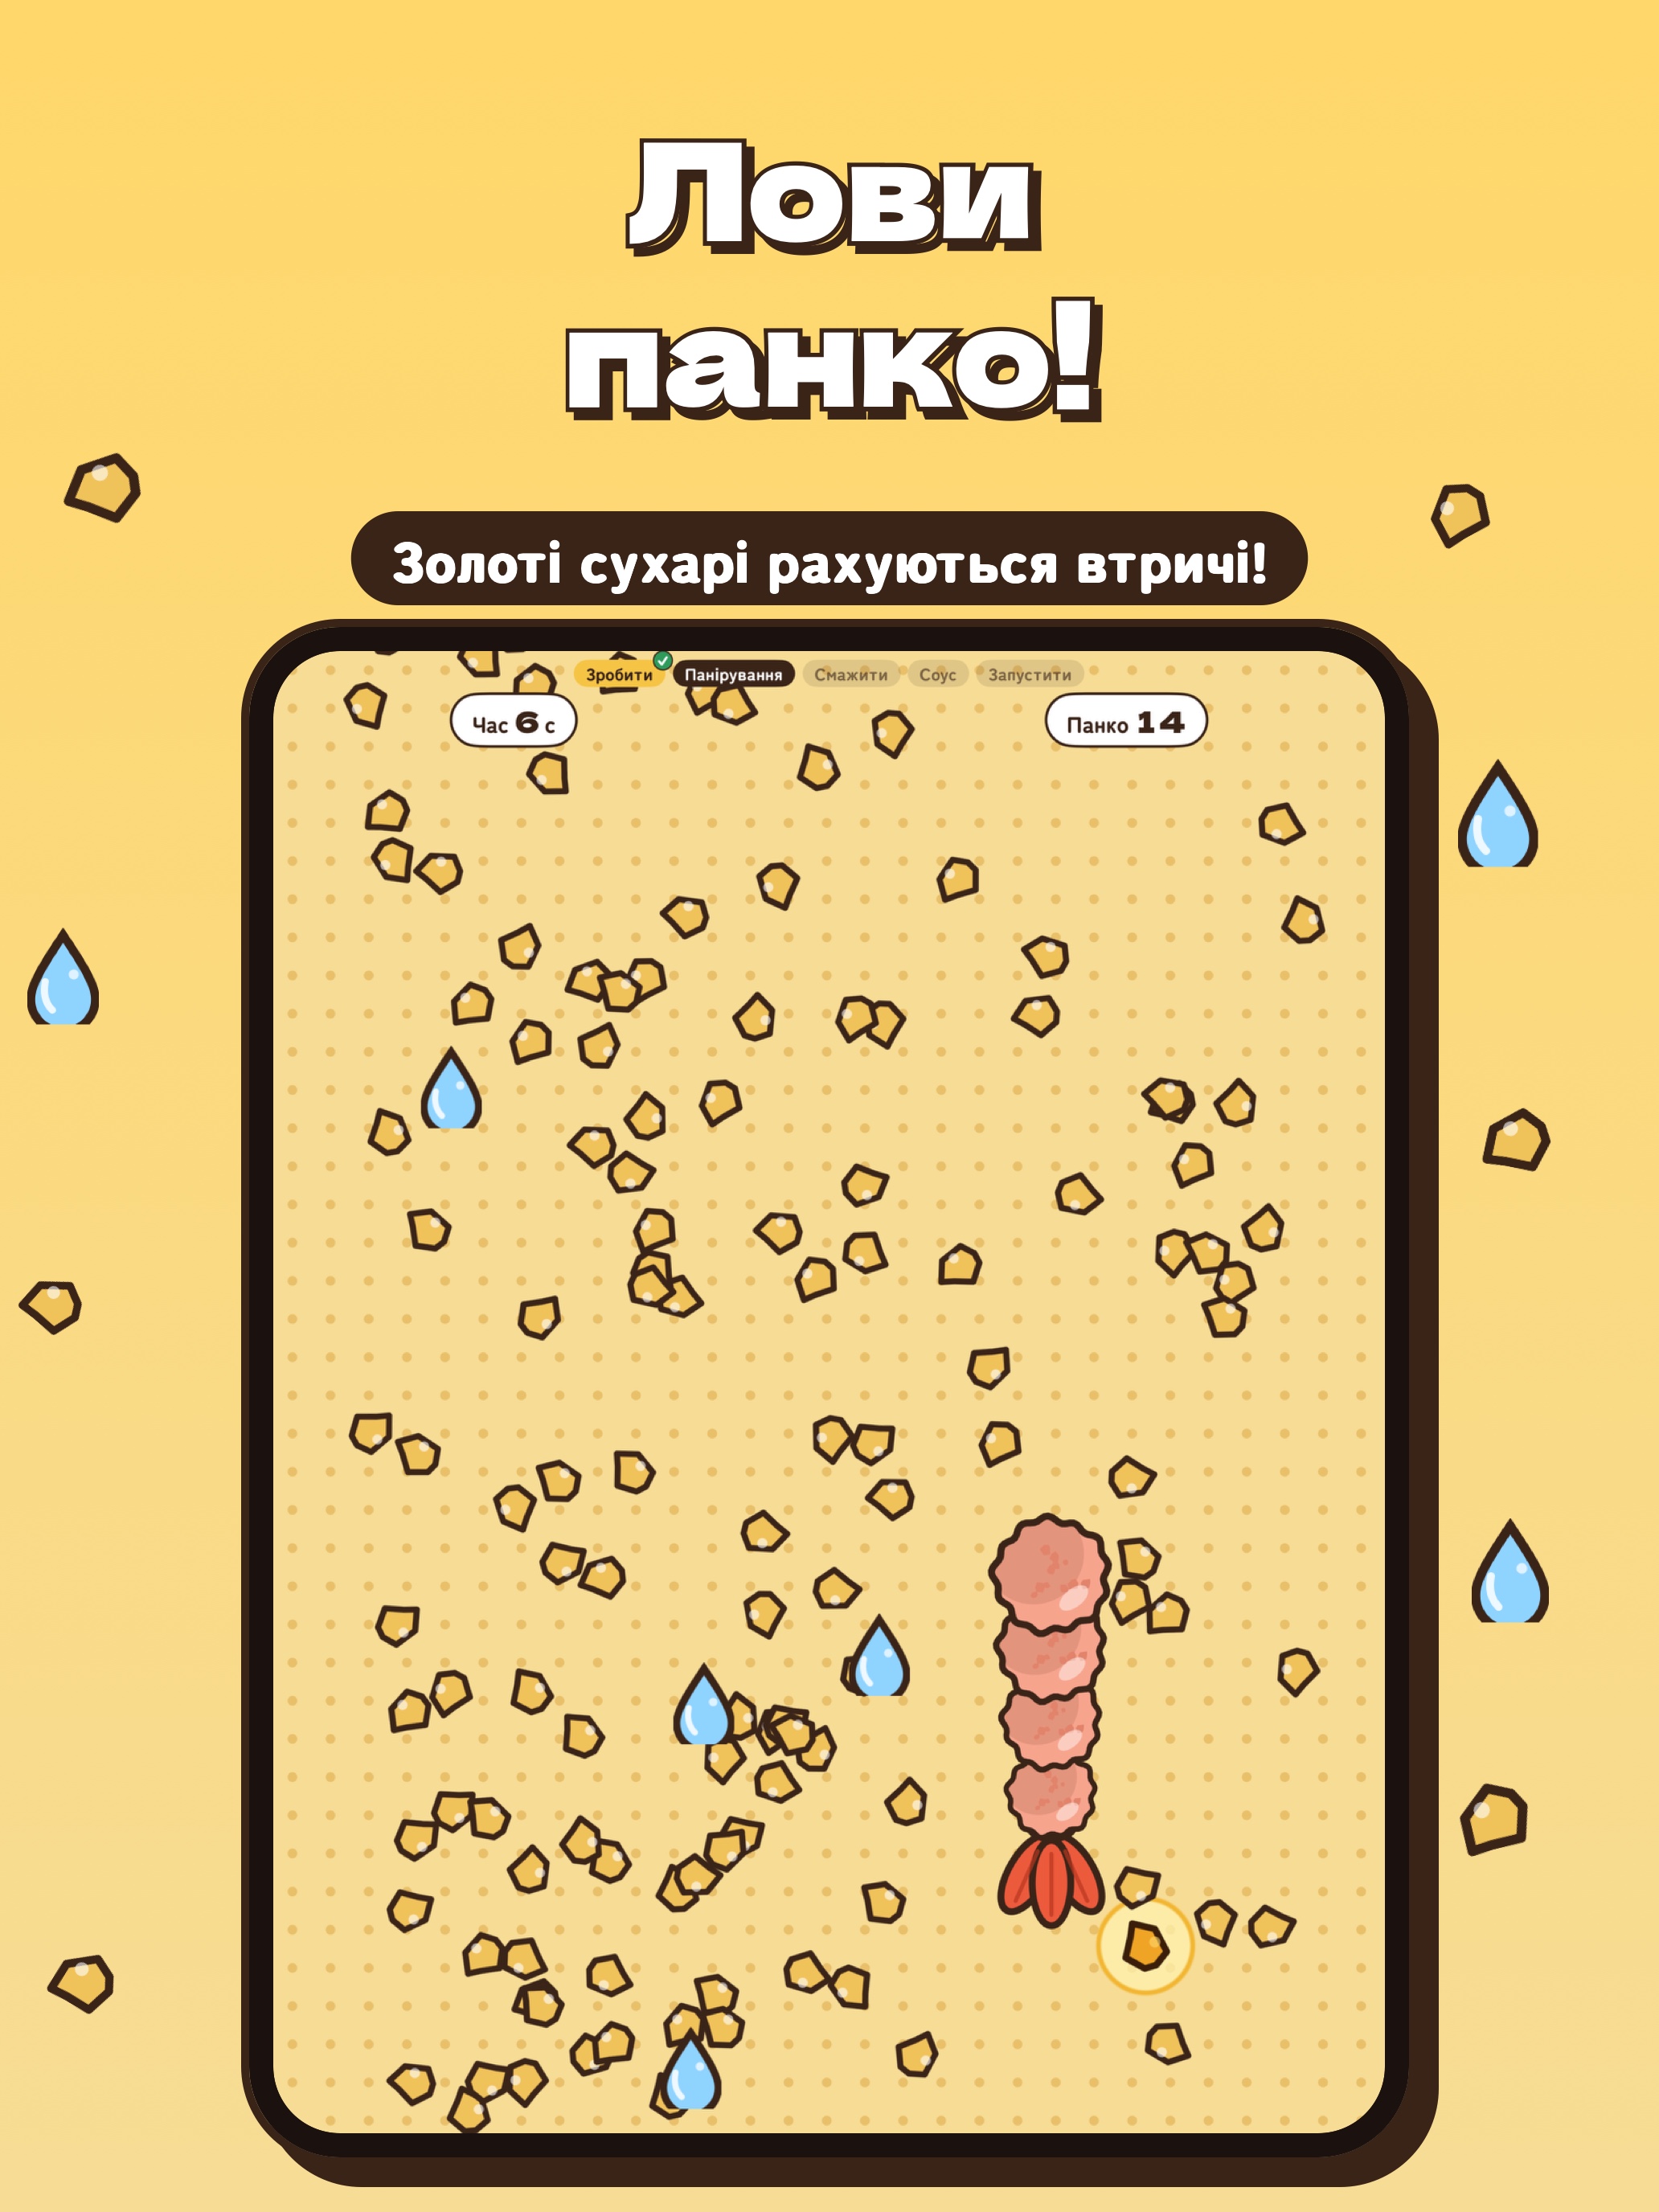 Лови
панко!
Золоті сухарі рахуються втричі!
Зробити Панірування Смажити Соус Запустити
Час 6 с Панко 14